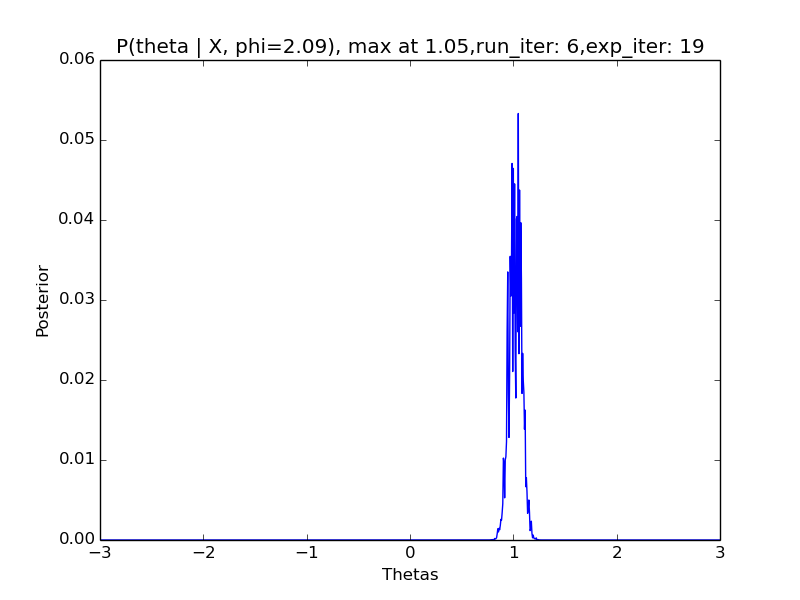 P(theta | X, phi=2.09), max at 1.05,run_iter: 6,exp_iter: 19
0.06
0.05
0.04
0.03
0.02
0.01
0.00
Posterior
−3 −2 −1 0 1 2 3
Thetas